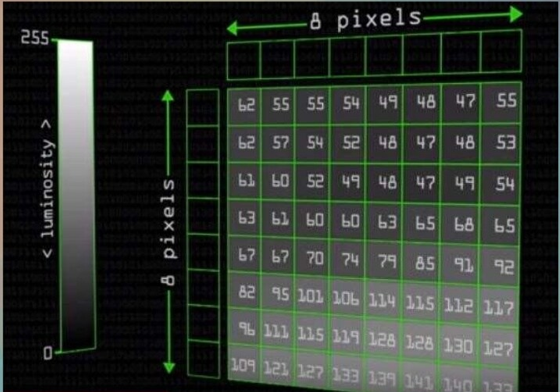 8 pixels
255
< luminosity >
0
8 pixels
62 55 55 54 49 48 47 55
62 57 54 52 48 47 48 53
61 60 52 49 48 47 49 54
63 61 60 60 63 65 68 65
67 67 70 74 79 85 91 92
82 95 101 106 114 115 112 117
96 111 115 119 128 128 130 127
109 121 127 133 139 141 140 133